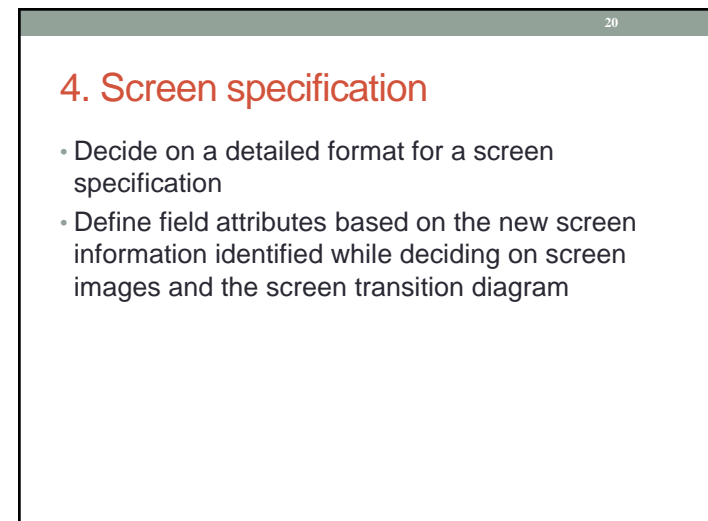 20
4. Screen specification
• Decide on a detailed format for a screen
specification
• Define field attributes based on the new screen
information identified while deciding on screen
images and the screen transition diagram